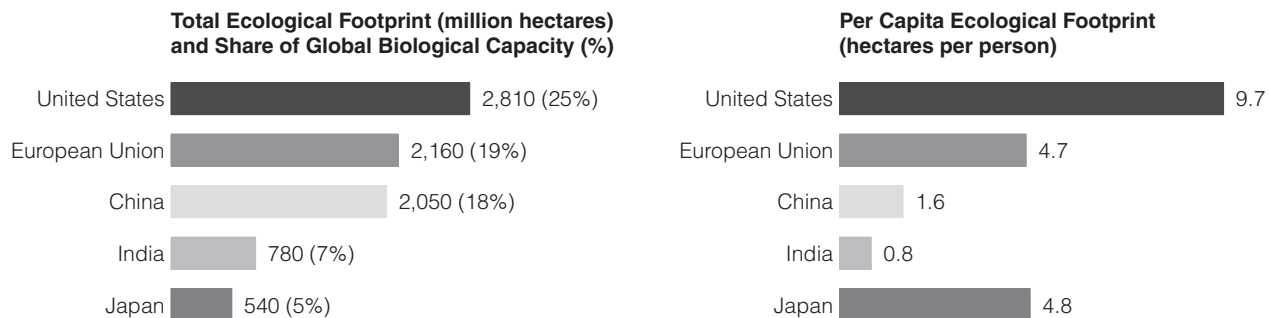 Total Ecological Footprint (million hectares)
and Share of Global Biological Capacity (%)
United States 2,810 (25%)
European Union 2,160 (19%)
China 2,050 (18%)
India 780 (7%)
Japan 540 (5%)
Per Capita Ecological Footprint
(hectares per person)
United States 9.7
European Union 4.7
China 1.6
India 0.8
Japan 4.8